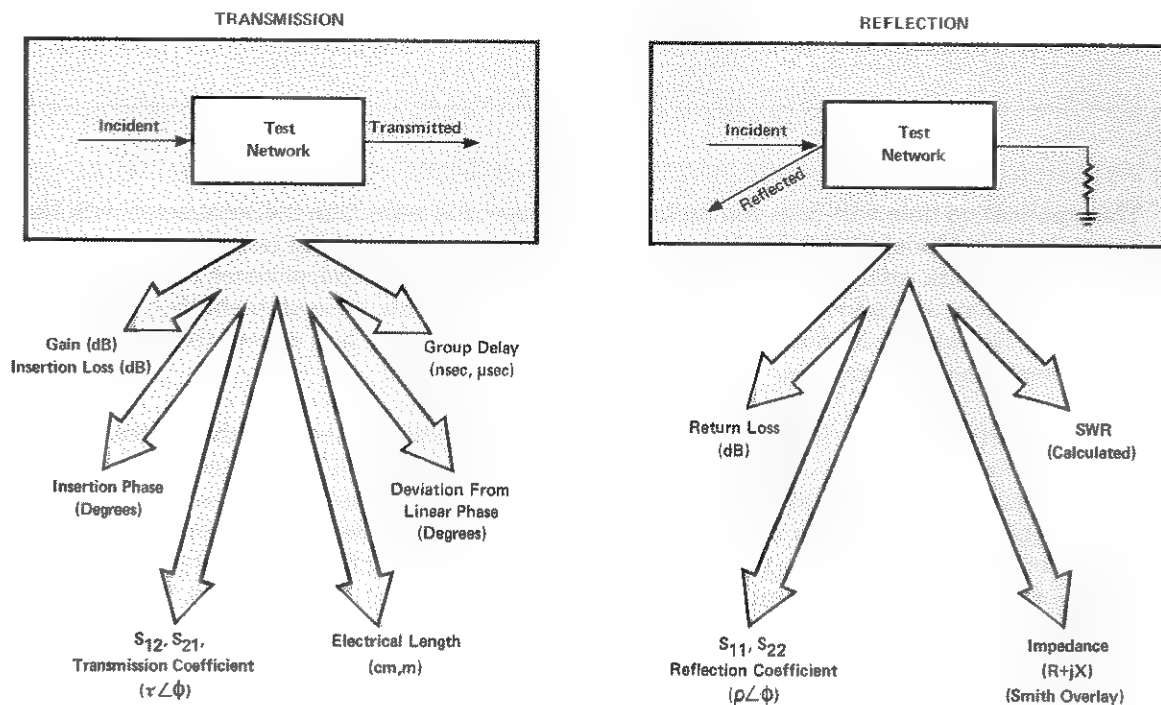 TRANSMISSION
Incident
Test
Network
Transmitted
Gain (dB)
Insertion Loss (dB)
Group Delay
(nsec, μsec)
Insertion Phase
(Degrees)
Deviation From
Linear Phase
(Degrees)
S12, S21,
Transmission Coefficient
(τ∠ϕ)
Electrical Length
(cm,m)
REFLECTION
Incident
Reflected
Test
Network
Return Loss
(dB)
SWR
(Calculated)
S11, S22
Reflection Coefficient
(ρ∠ϕ)
Impedance
(R+jX)
(Smith Overlay)